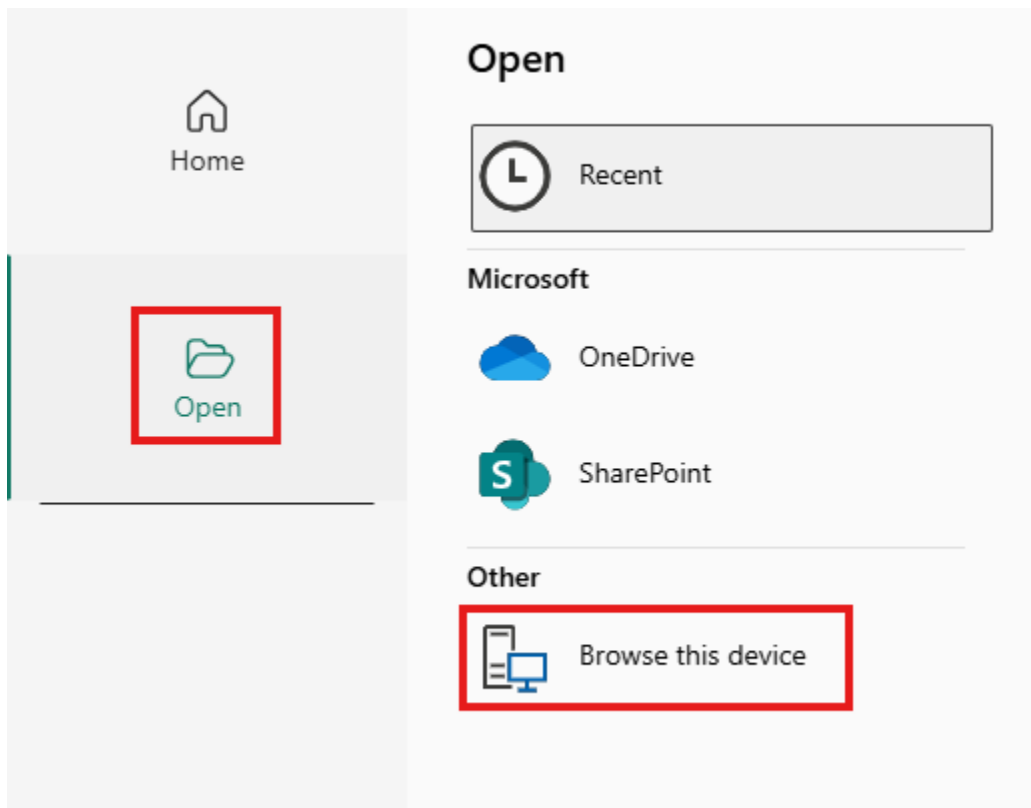 Home
Open
Open
Recent
Microsoft
OneDrive
S
SharePoint
Other
Browse this device